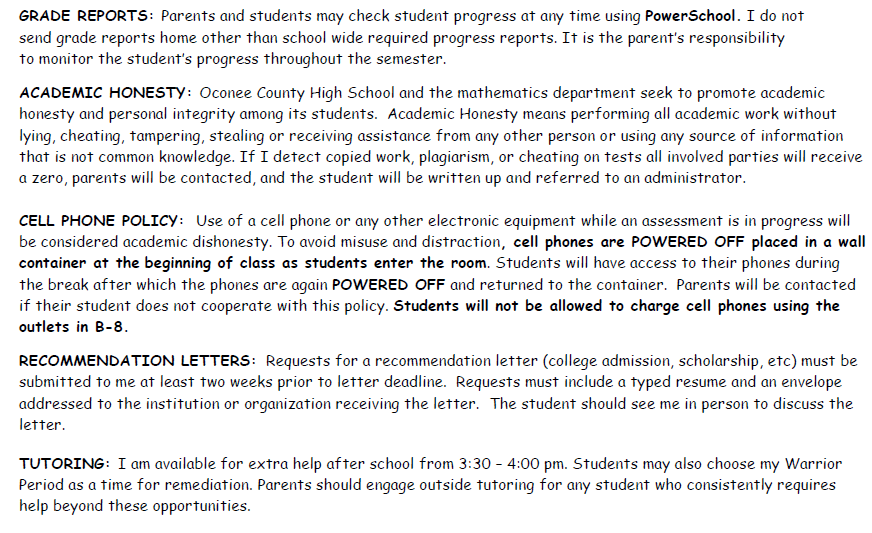 GRADE REPORTS: Parents and students may check student progress at any time using PowerSchool. I do not
send grade reports home other than school wide required progress reports. It is the parent's responsibility
to monitor the student's progress throughout the semester.
ACADEMIC HONESTY: Oconee County High School and the mathematics department seek to promote academic
honesty and personal integrity among its students. Academic Honesty means performing all academic work without
lying, cheating, tampering, stealing or receiving assistance from any other person or using any source of information
that is not common knowledge. If I detect copied work, plagiarism, or cheating on tests all involved parties will receive
a zero, parents will be contacted, and the student will be written up and referred to an administrator.
CELL PHONE POLICY: Use of a cell phone or any other electronic equipment while an assessment is in progress will
be considered academic dishonesty. To avoid misuse and distraction, cell phones are POWERED OFF placed in a wall
container at the beginning of class as students enter the room. Students will have access to their phones during
the break after which the phones are again POWERED OFF and returned to the container. Parents will be contacted
if their student does not cooperate with this policy. Students will not be allowed to charge cell phones using the
outlets in B-8.
RECOMMENDATION LETTERS: Requests for a recommendation letter (college admission, scholarship, etc) must be
submitted to me at least two weeks prior to letter deadline. Requests must include a typed resume and an envelope
addressed to the institution or organization receiving the letter. The student should see me in person to discuss the
letter.
TUTORING: I am available for extra help after school from 3:30 – 4:00 pm. Students may also choose my Warrior
Period as a time for remediation. Parents should engage outside tutoring for any student who consistently requires
help beyond these opportunities.